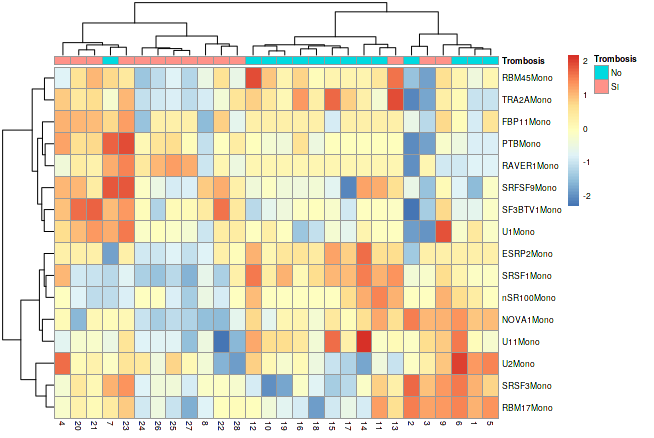 Trombosis
RBM45Mono
TRA2AMono
FBP11Mono
PTBMono
RAVER1Mono
SRFSF9Mono
SF3BTV1Mono
U1Mono
ESRP2Mono
SRSF1Mono
nSR100Mono
NOVA1Mono
U11Mono
U2Mono
SRSF3Mono
RBM17Mono
4 20 21 7 23 24 26 25 27 8 22 28 12 10 19 16 18 15 17 14 11 13 2 3 9 6 1 5
2
1
0
-1
-2
Trombosis
No
SI